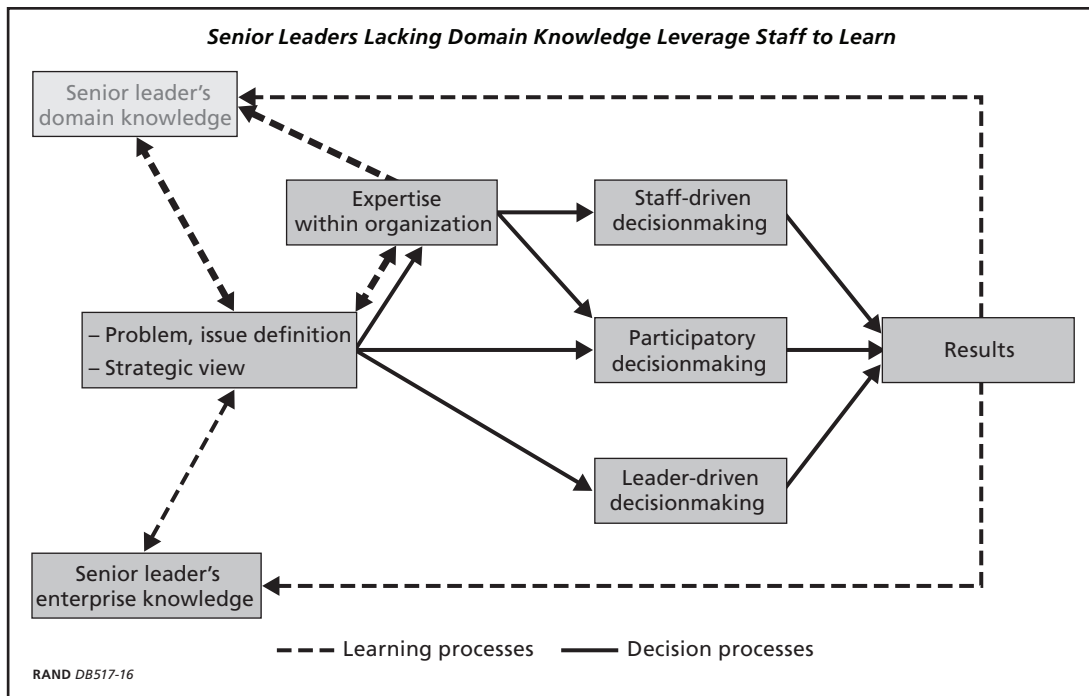 Senior Leaders Lacking Domain Knowledge Leverage Staff to Learn
Senior leader's
domain knowledge
Expertise
within organization
Staff-driven
decisionmaking
– Problem, issue definition
– Strategic view
Participatory
decisionmaking
Results
Leader-driven
decisionmaking
Senior leader's
enterprise knowledge
Learning processes
Decision processes
RAND DB517-16